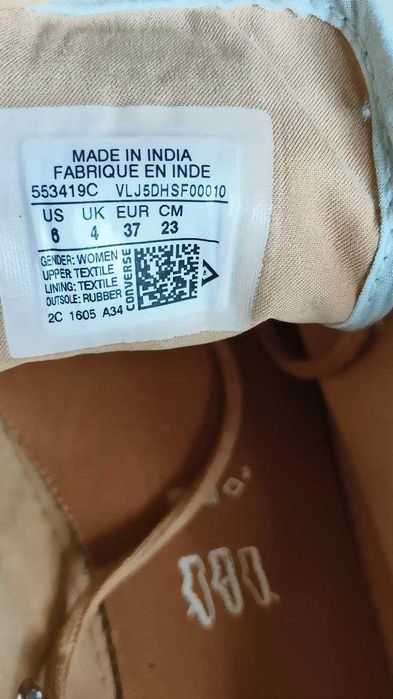 MADE IN INDIA
FABRIQUE EN INDE
553419C VLJ5DHSF00010
US UK EUR CM
6 4 37 23
GENDER: WOMEN
UPPER TEXTILE
LINING: TEXTILE
OUTSOLE: RUBBER
CONVERSE
2C 1605 A34